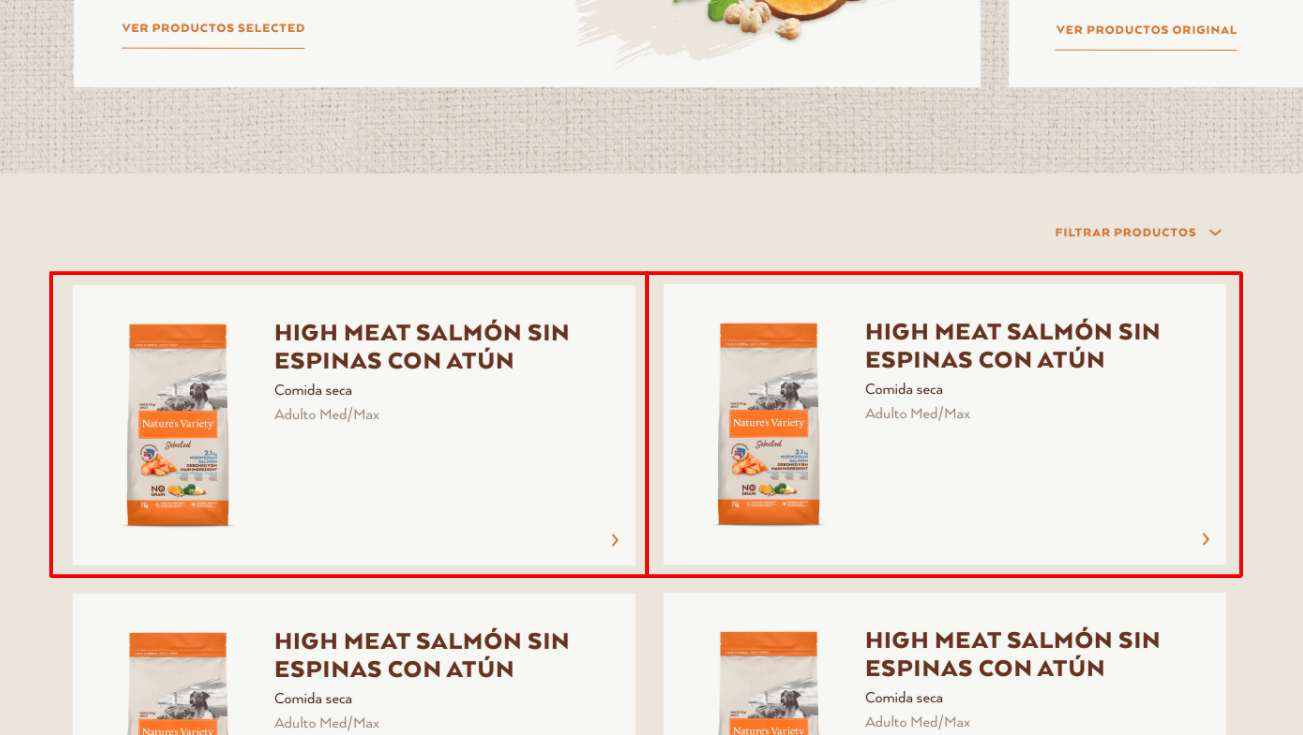 VER PRODUCTOS SELECTED
VER PRODUCTOS ORIGINAL
FILTRAR PRODUCTOS
HIGH MEAT SALMÓN SIN
ESPINAS CON ATÚN
Comida seca
Adulto Med/Max
Nature's Variety
Selected
NO
GRAIN
HIGH MEAT SALMÓN SIN
ESPINAS CON ATÚN
Comida seca
Adulto Med/Max
Nature's Variety
Selected
NO
GRAIN
HIGH MEAT SALMÓN SIN
ESPINAS CON ATÚN
Comida seca
Adulto Med/Max
Nature's Variety
HIGH MEAT SALMÓN SIN
ESPINAS CON ATÚN
Comida seca
Adulto Med/Max
Nature's Variety